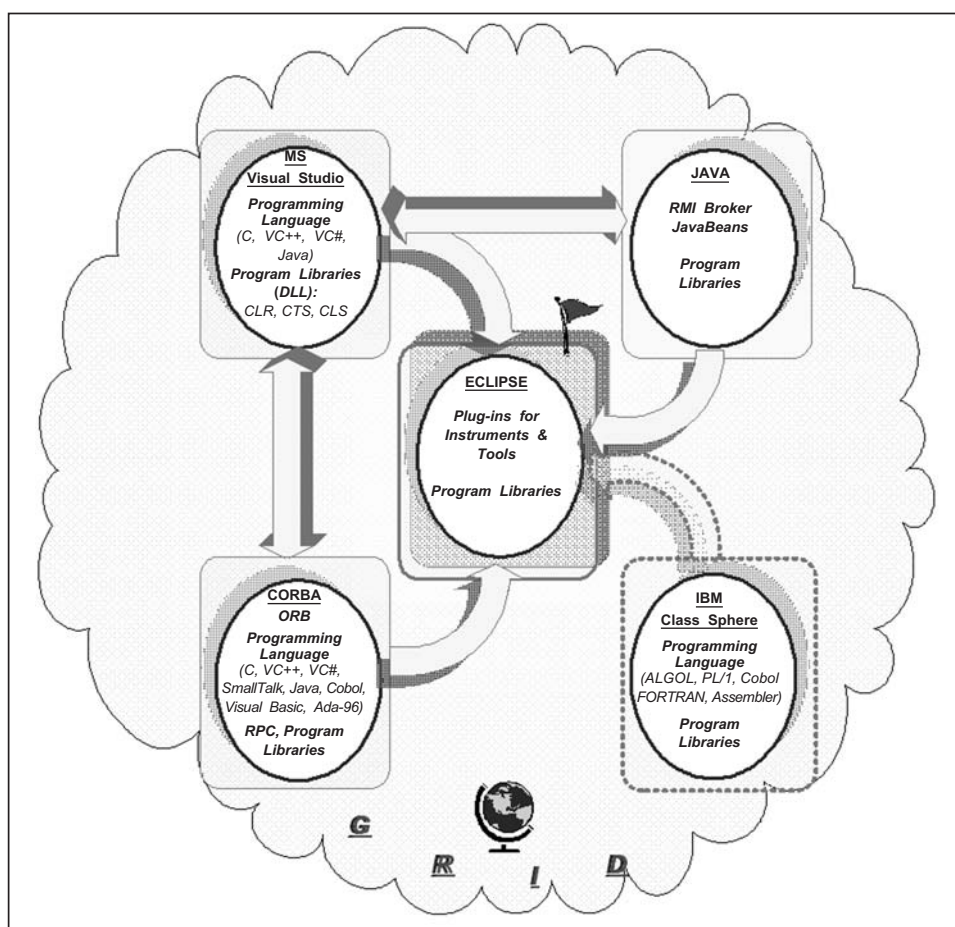 MS
Visual Studio
Programming
Language
(C, VC++, VC#,
Java)
Program Libraries
(DLL):
CLR, CTS, CLS
JAVA
RMI Broker
JavaBeans
Program
Libraries
ECLIPSE
Plug-ins for
Instruments &
Tools
Program Libraries
CORBA
ORB
Programming
Language
(C, VC++, VC#,
SmallTalk, Java, Cobol,
Visual Basic, Ada-96)
RPC, Program
Libraries
IBM
Class Sphere
Programming
Language
(ALGOL, PL/1, Cobol
FORTRAN, Assembler)
Program
Libraries
G R I D